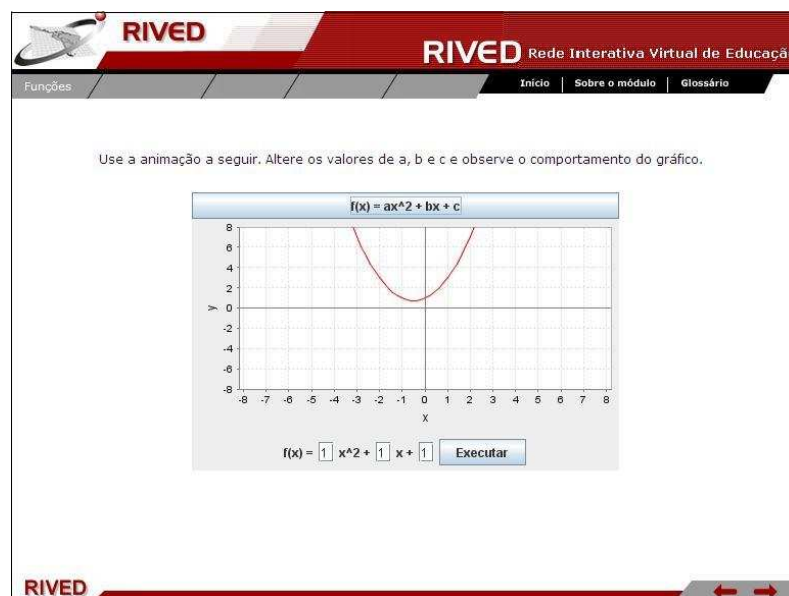 RIVED
RIVED Rede Interativa Virtual de Educaçã
Funções
Início | Sobre o módulo | Glossário
Use a animação a seguir. Altere os valores de a, b e c e observe o comportamento do gráfico.
f(x) = ax^2 + bx + c
8
6
4
2
0
-2
-4
-6
-8
y
-8 -7 -6 -5 -4 -3 -2 -1 0 1 2 3 4 5 6 7 8
x
f(x) = 1 x^2 + 1 x + 1 Executar
RIVED